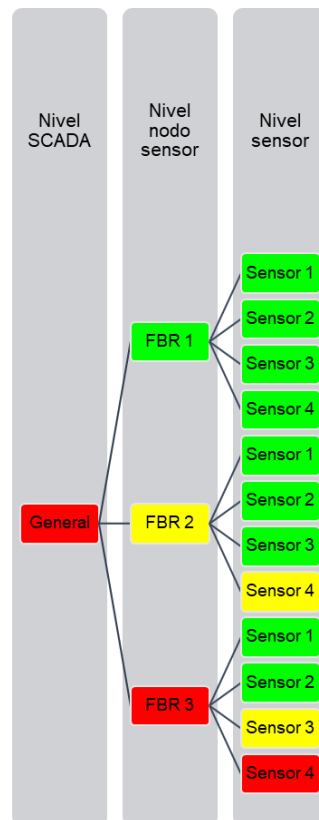 Nivel
SCADA
Nivel
nodo
sensor
Nivel
sensor
General
FBR 1
FBR 2
FBR 3
Sensor 1
Sensor 2
Sensor 3
Sensor 4
Sensor 1
Sensor 2
Sensor 3
Sensor 4
Sensor 1
Sensor 2
Sensor 3
Sensor 4